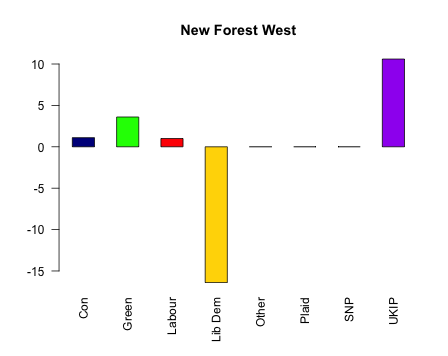 New Forest West
10
5
0
-5
-10
-15
Con
Green
Labour
Lib Dem
Other
Plaid
SNP
UKIP